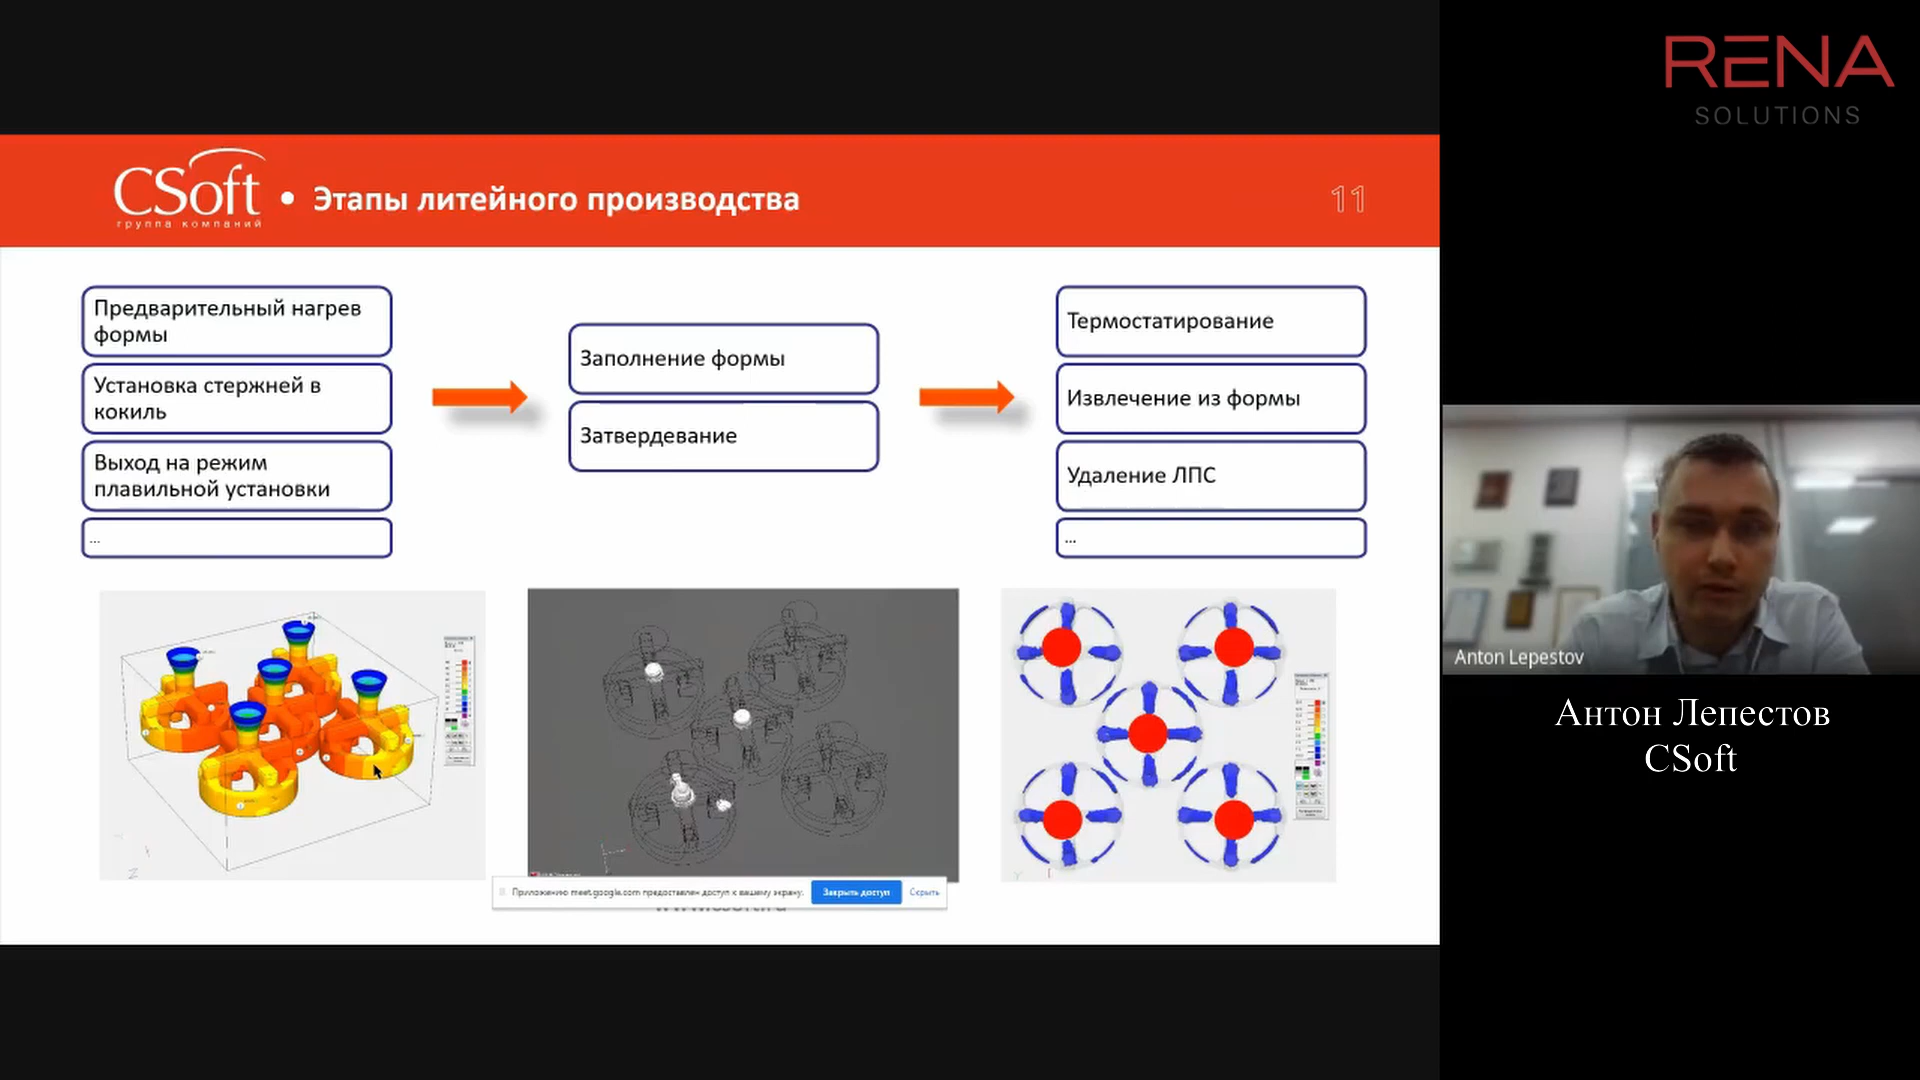 RENA
SOLUTIONS
CSoft
группа компаний
• Этапы литейного производства
11
Предварительный нагрев
формы
Установка стержней в
кокиль
Выход на режим
плавильной установки
...
Заполнение формы
Затвердевание
Термостатирование
Извлечение из формы
Удаление ЛПС
...
Приложению meet.google.com предоставлен доступ к вашему экрану.
Закрыть доступ
Скрыть
Anton Lepestov
Антон Лепестов
CSoft